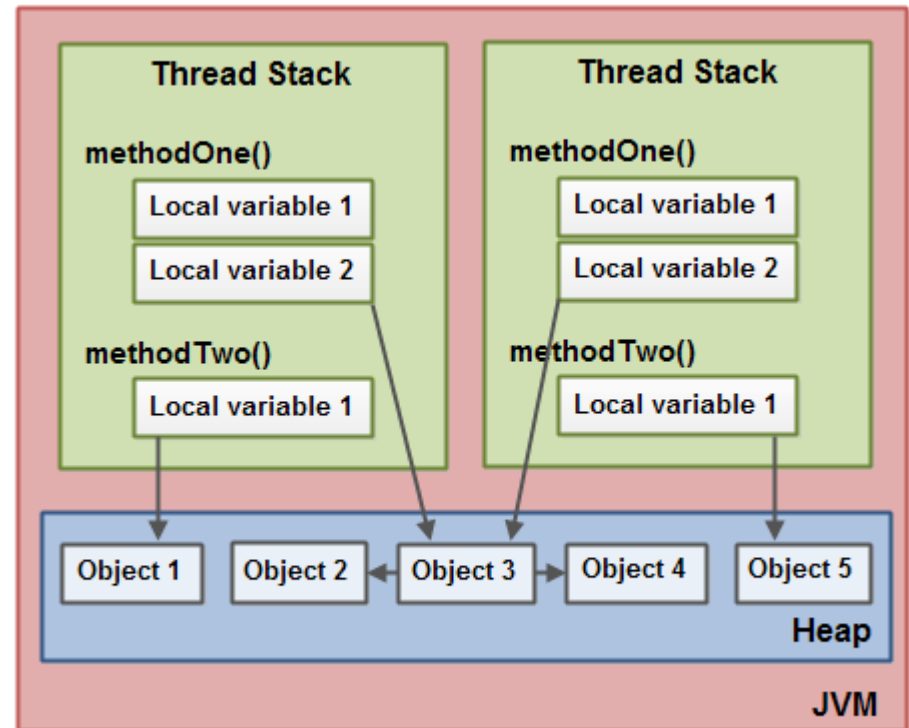 Thread Stack
methodOne()
Local variable 1
Local variable 2
methodTwo()
Local variable 1
Thread Stack
methodOne()
Local variable 1
Local variable 2
methodTwo()
Local variable 1
Object 1
Object 2
Object 3
Object 4
Object 5
Heap
JVM